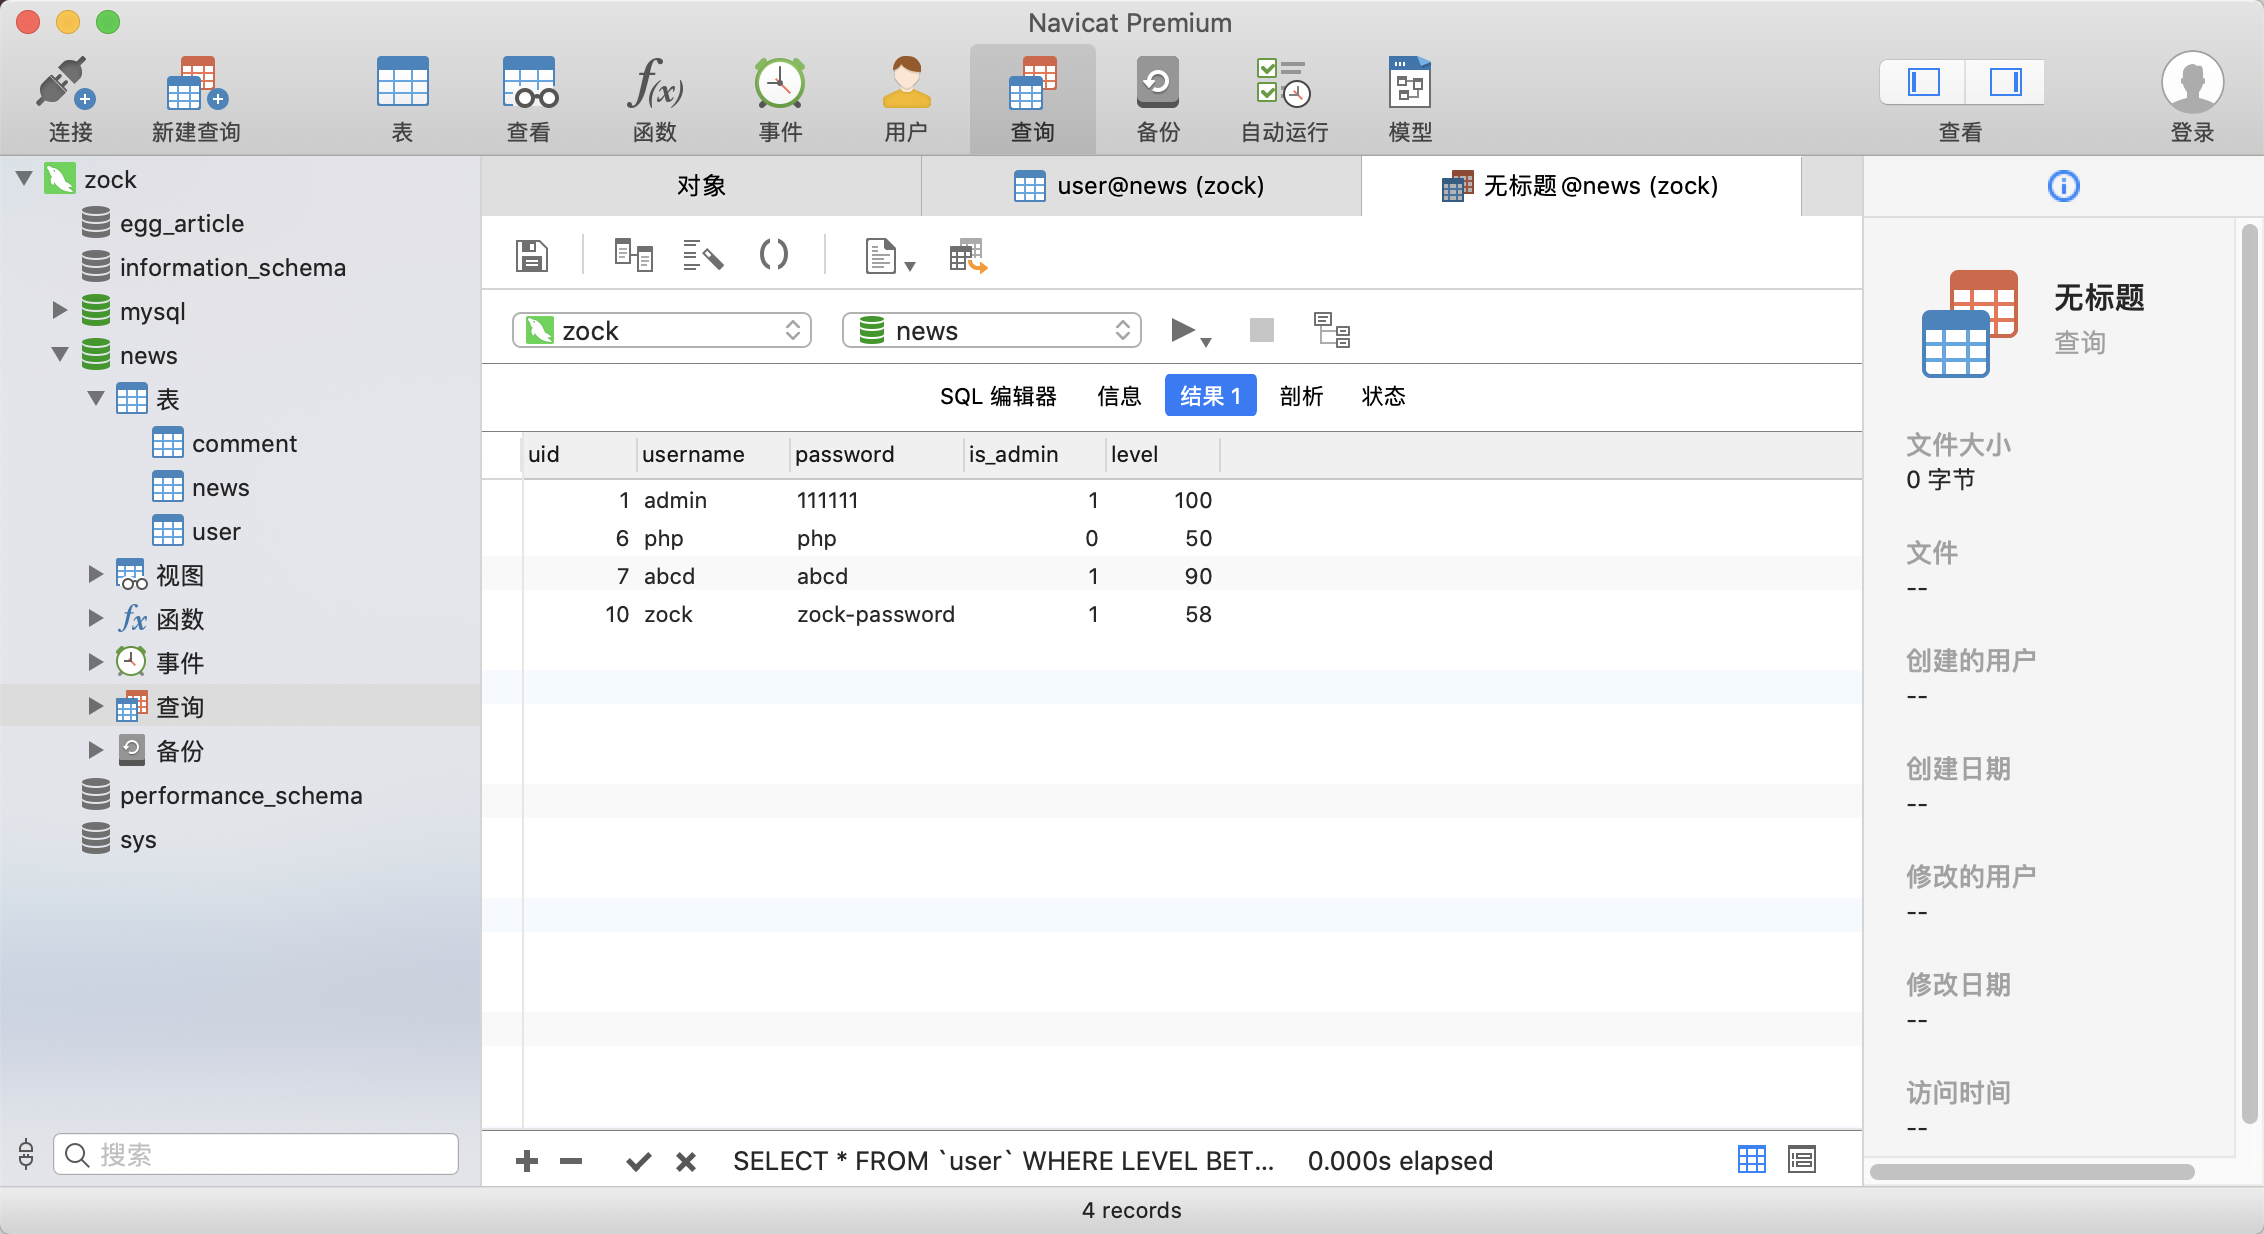 Navicat Premium
连接
新建查询
表
查看
函数
事件
用户
查询
备份
自动运行
模型
查看
登录
zock
egg_article
information_schema
mysql
news
表
comment
news
user
视图
函数
事件
查询
备份
performance_schema
sys
搜索
对象
user@news (zock)
无标题@news (zock)
zock
news
SQL 编辑器 信息 结果 1 剖析 状态
uid username password is_admin level
1 admin 111111 1 100
6 php php 0 50
7 abcd abcd 1 90
10 zock zock-password 1 58
SELECT * FROM `user` WHERE LEVEL BET... 0.000s elapsed
无标题
查询
文件大小
0 字节
文件
--
创建的用户
--
创建日期
--
修改的用户
--
修改日期
--
访问时间
--
4 records